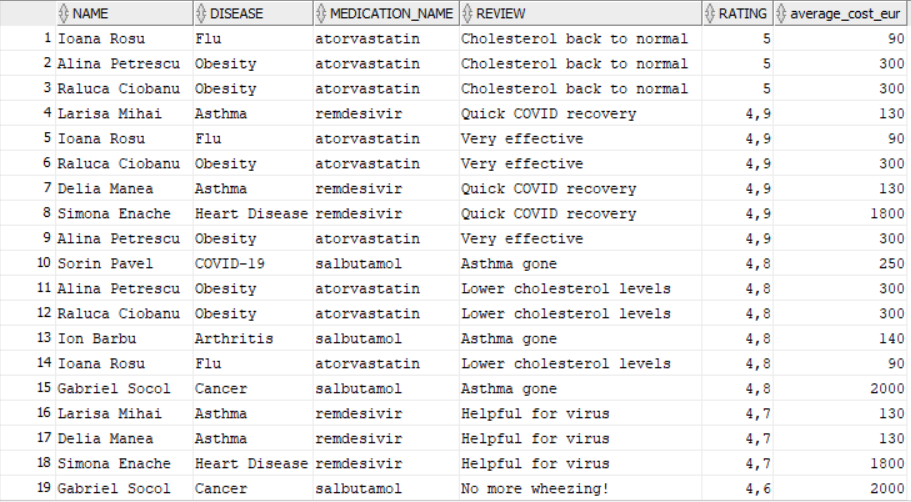 NAME DISEASE MEDICATION_NAME REVIEW RATING average_cost_eur
1 Ioana Rosu Flu atorvastatin Cholesterol back to normal 5 90
2 Alina Petrescu Obesity atorvastatin Cholesterol back to normal 5 300
3 Raluca Ciobanu Obesity atorvastatin Cholesterol back to normal 5 300
4 Larisa Mihai Asthma remdesivir Quick COVID recovery 4,9 130
5 Ioana Rosu Flu atorvastatin Very effective 4,9 90
6 Raluca Ciobanu Obesity atorvastatin Very effective 4,9 300
7 Delia Manea Asthma remdesivir Quick COVID recovery 4,9 130
8 Simona Enache Heart Disease remdesivir Quick COVID recovery 4,9 1800
9 Alina Petrescu Obesity atorvastatin Very effective 4,9 300
10 Sorin Pavel COVID-19 salbutamol Asthma gone 4,8 250
11 Alina Petrescu Obesity atorvastatin Lower cholesterol levels 4,8 300
12 Raluca Ciobanu Obesity atorvastatin Lower cholesterol levels 4,8 300
13 Ion Barbu Arthritis salbutamol Asthma gone 4,8 140
14 Ioana Rosu Flu atorvastatin Lower cholesterol levels 4,8 90
15 Gabriel Socol Cancer salbutamol Asthma gone 4,8 2000
16 Larisa Mihai Asthma remdesivir Helpful for virus 4,7 130
17 Delia Manea Asthma remdesivir Helpful for virus 4,7 130
18 Simona Enache Heart Disease remdesivir Helpful for virus 4,7 1800
19 Gabriel Socol Cancer salbutamol No more wheezing! 4,6 2000